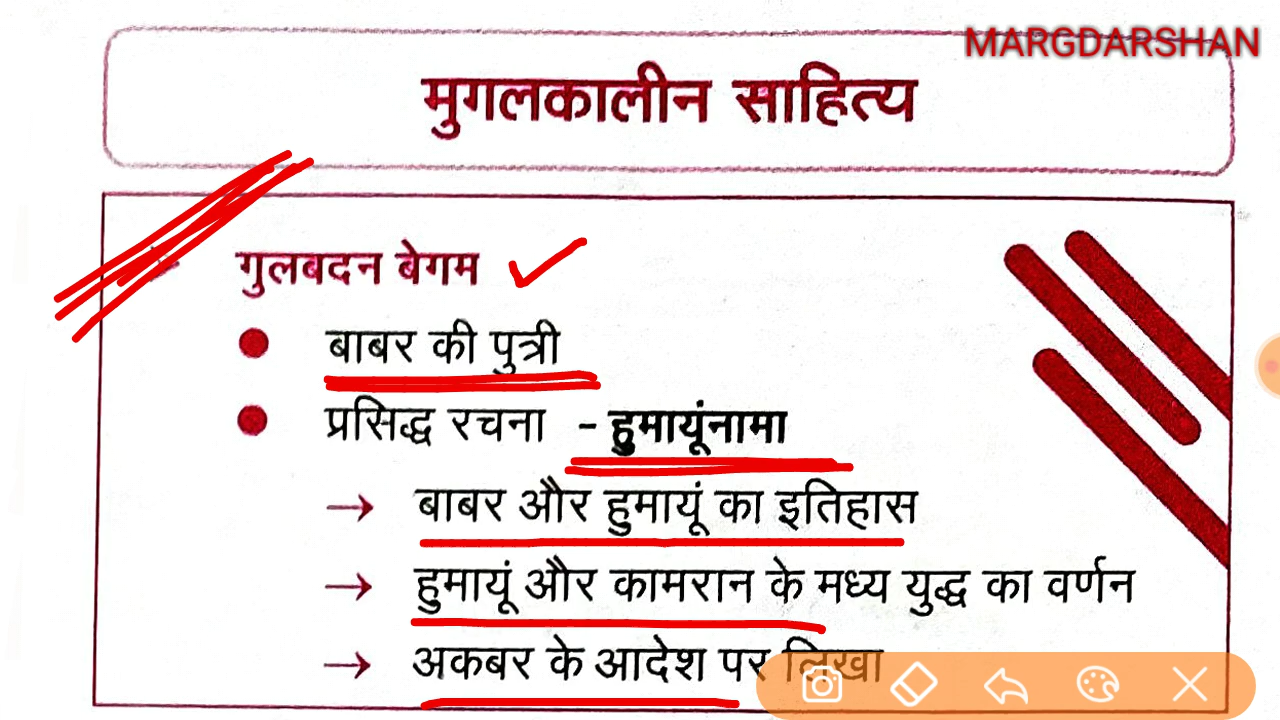 MARGDARSHAN
मुगलकालीन साहित्य
गुलबदन बेगम
बाबर की पुत्री
प्रसिद्ध रचना - हुमायूंनामा
→ बाबर और हुमायूं का इतिहास
→ हुमायूं और कामरान के मध्य युद्ध का वर्णन
→ अकबर के आदेश पर लिखा